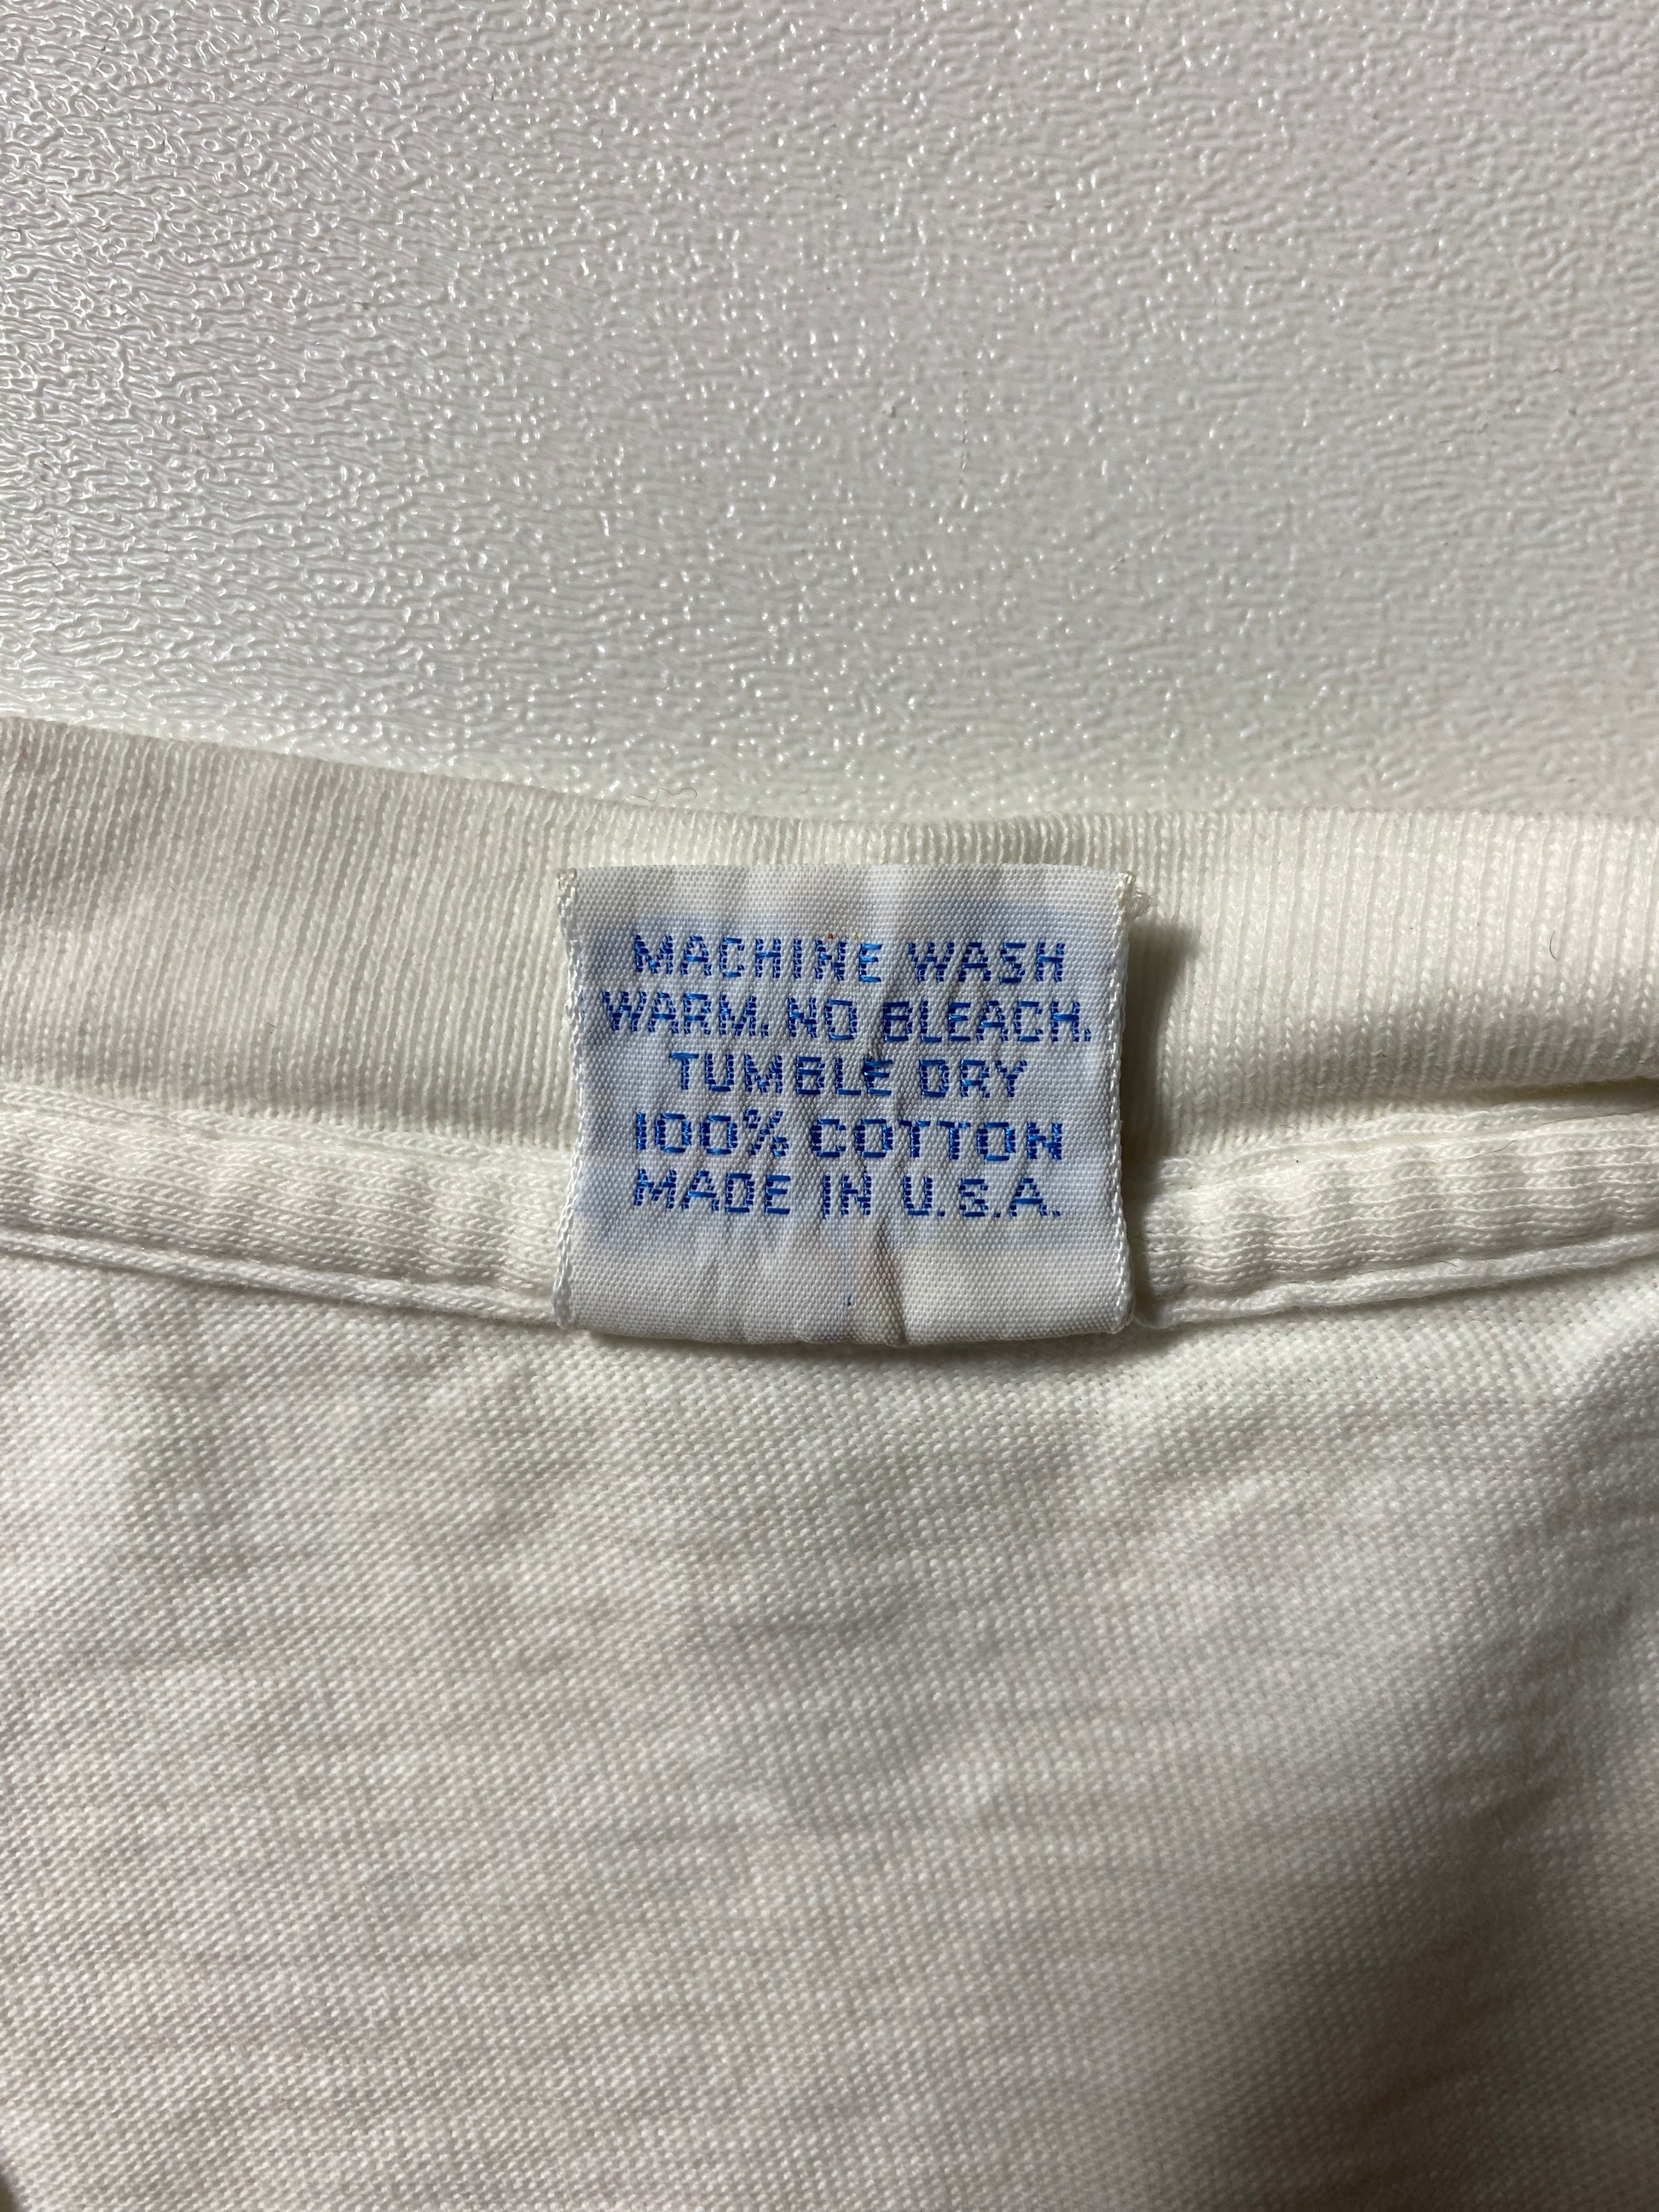 MACHINE WASH
WARM. NO BLEACH.
TUMBLE DRY
100% COTTON
MADE IN U.S.A.